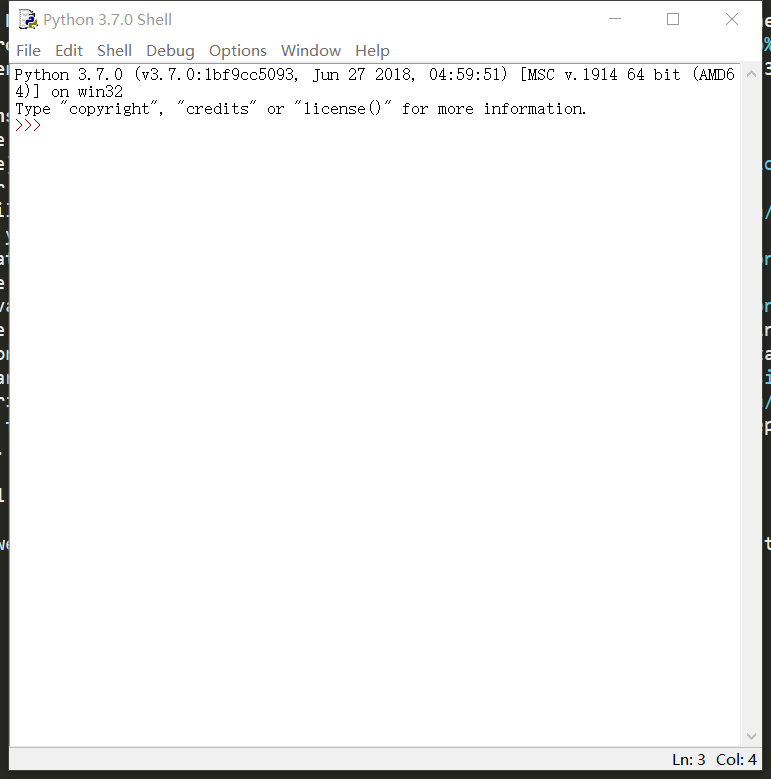 Python 3.7.0 Shell
File Edit Shell Debug Options Window Help
Python 3.7.0 (v3.7.0:1bf9cc5093, Jun 27 2018, 04:59:51) [MSC v.1914 64 bit (AMD6
4)] on win32
Type "copyright", "credits" or "license()" for more information.
>>>
Ln: 3 Col: 4